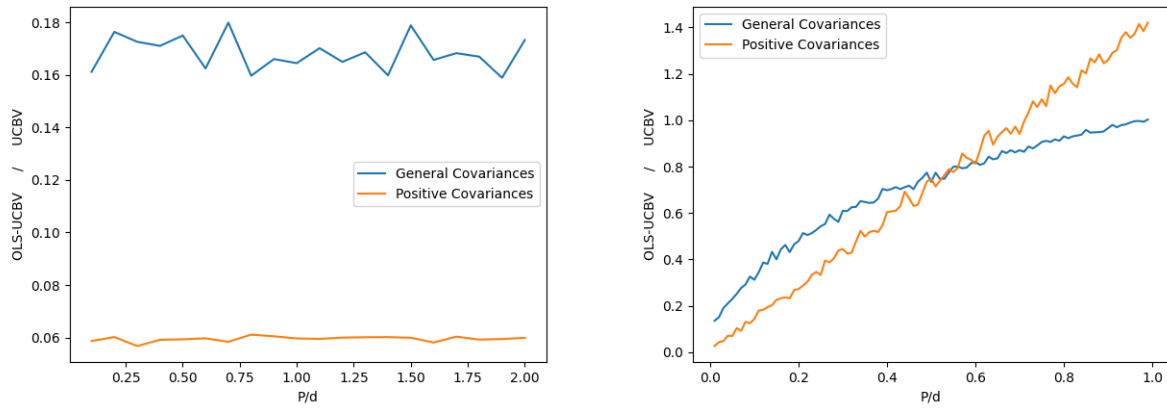 0.18
0.16
0.14
0.12
0.10
0.08
0.06
OLS-UCBV / UCBV
General Covariances
Positive Covariances
0.25 0.50 0.75 1.00 1.25 1.50 1.75 2.00
P/d
General Covariances
Positive Covariances
1.4
1.2
1.0
0.8
0.6
0.4
0.2
0.0
OLS-UCBV / UCBV
0.0 0.2 0.4 0.6 0.8 1.0
P/d